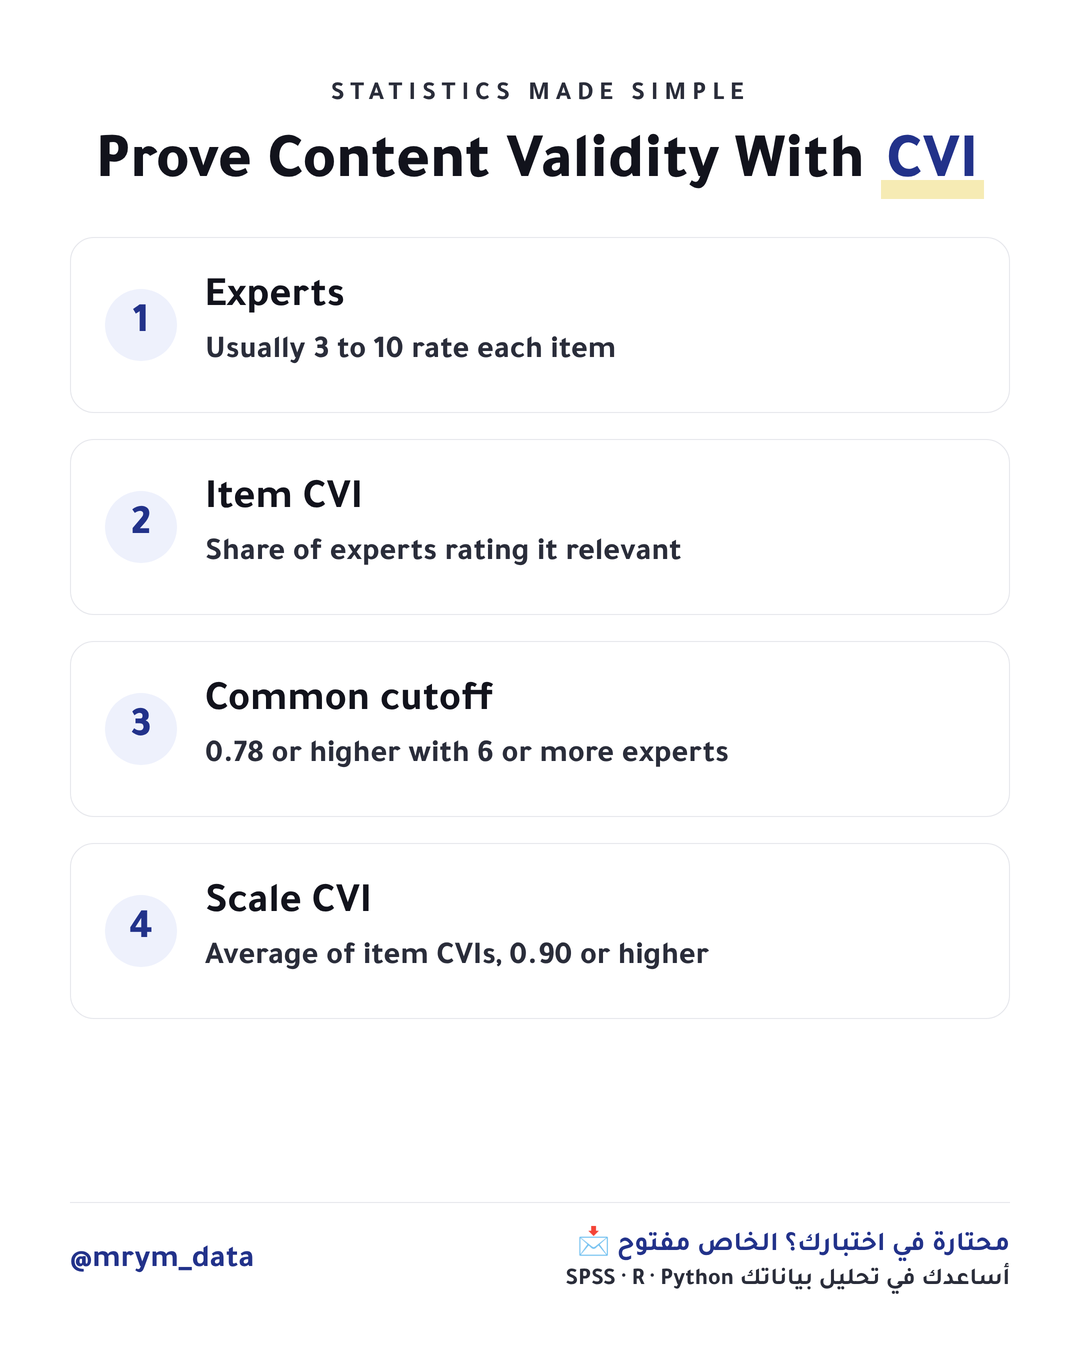 STATISTICS MADE SIMPLE
Prove Content Validity With CVI
1
Experts
Usually 3 to 10 rate each item
2
Item CVI
Share of experts rating it relevant
3
Common cutoff
0.78 or higher with 6 or more experts
4
Scale CVI
Average of item CVIs, 0.90 or higher
@mrym_data
محتارة في اختبارك؟ الخاص مفتوح 📩
أساعدك في تحليل بياناتك SPSS · R · Python